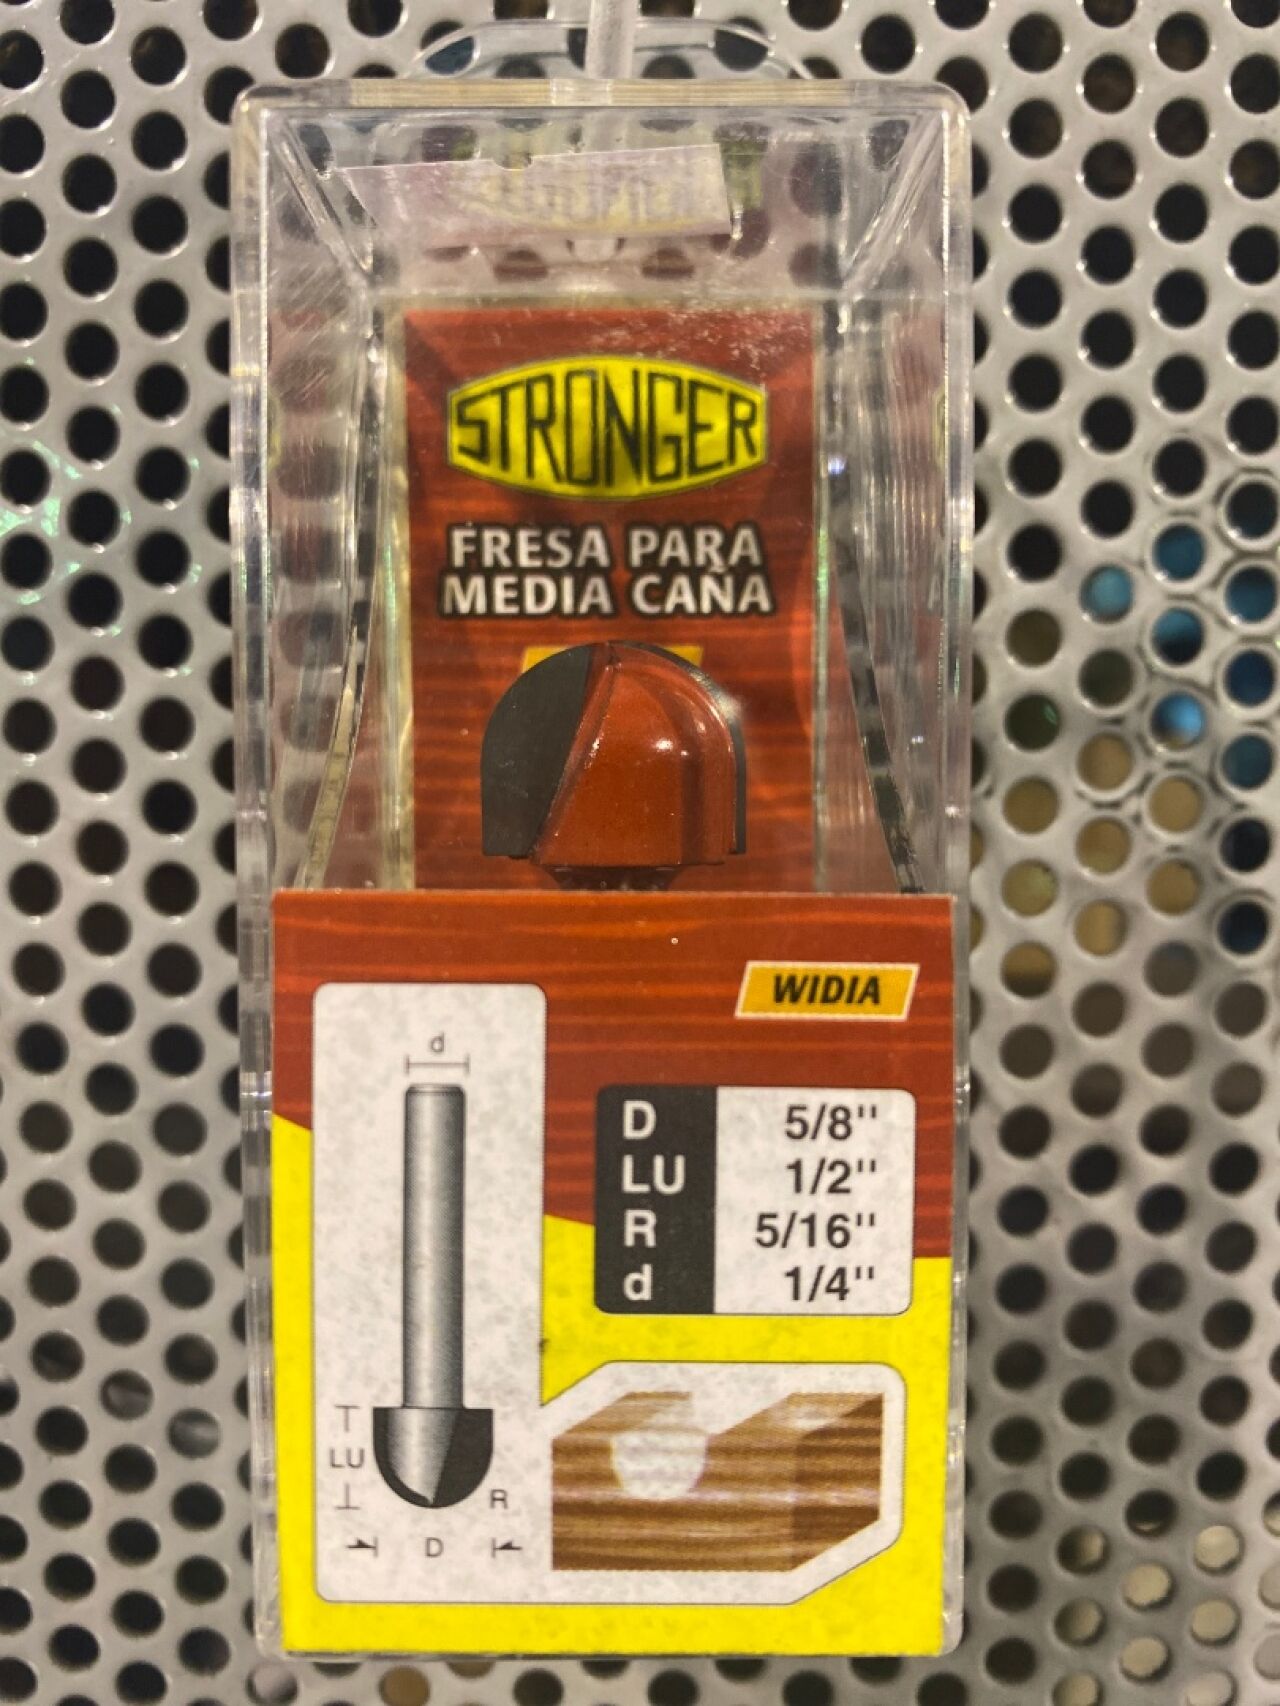 STRONGER
FRESA PARA
MEDIA CAÑA
WIDIA
d
D 5/8"
LU 1/2"
R 5/16"
d 1/4"
LU
R
D